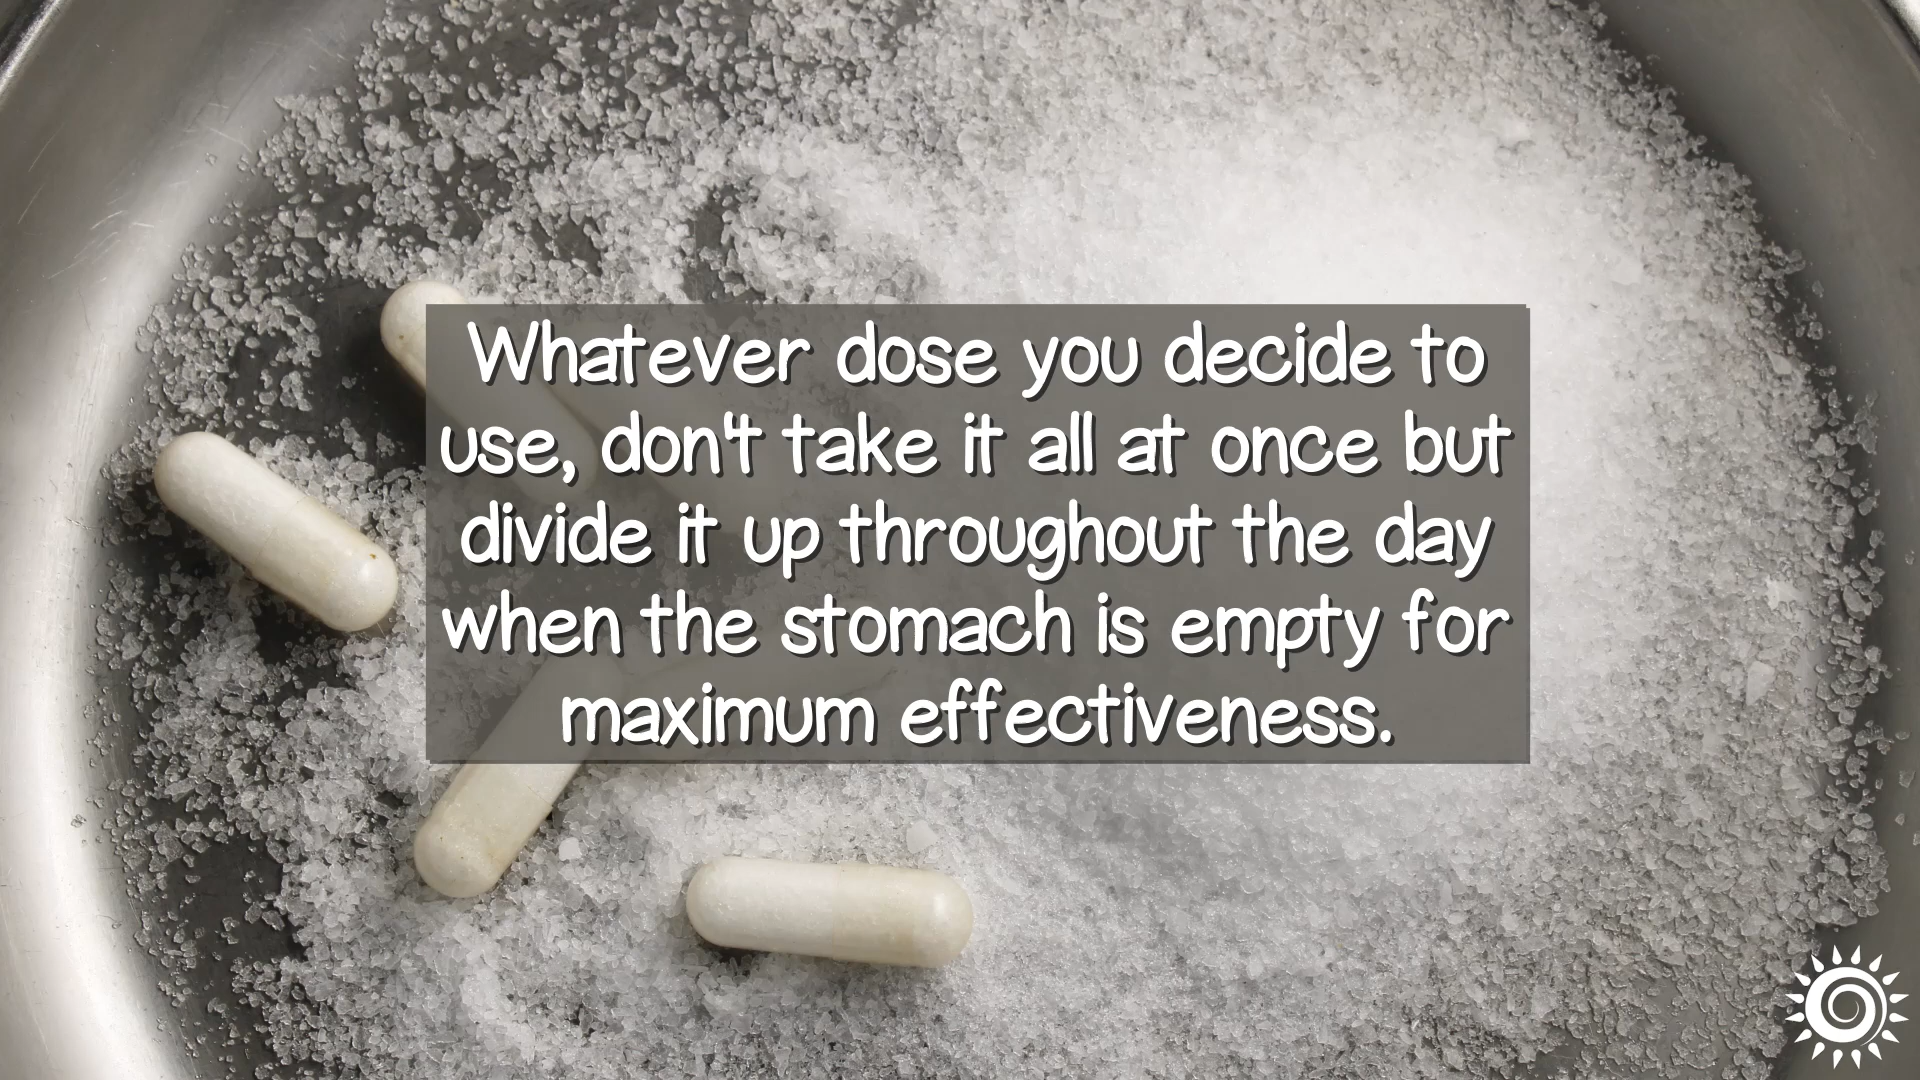 Whatever dose you decide to
use, don't take it all at once but
divide it up throughout the day
when the stomach is empty for
maximum effectiveness.